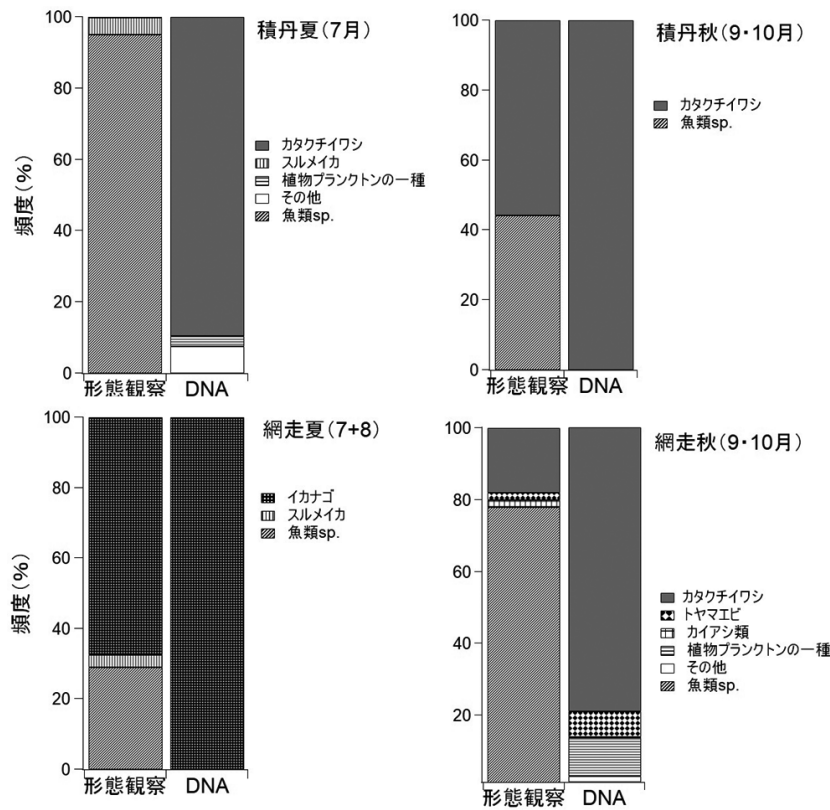 積丹夏(7月)
頻度(%)
100
80
60
40
20
0
カタクチイワシ
スルメイカ
植物プランクトンの一種
その他
魚類sp.
形態観察
DNA
積丹秋(9・10月)
100
80
60
40
20
0
カタクチイワシ
魚類sp.
形態観察
DNA
網走夏(7+8)
頻度(%)
100
80
60
40
20
0
イカナゴ
スルメイカ
魚類sp.
形態観察
DNA
網走秋(9・10月)
100
80
60
40
20
カタクチイワシ
トヤマエビ
カイアシ類
植物プランクトンの一種
その他
魚類sp.
形態観察
DNA